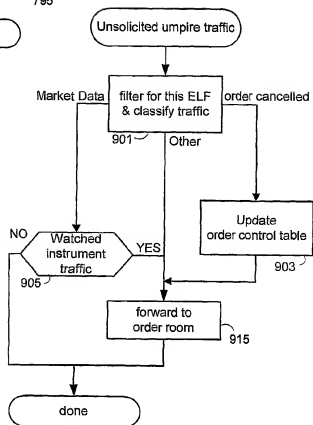 795
Unsolicited umpire traffic
Market Data
filter for this ELF
& classify traffic
order cancelled
901
Other
NO
Watched
instrument
traffic
YES
905
Update
order control table
903
forward to
order room
915
done